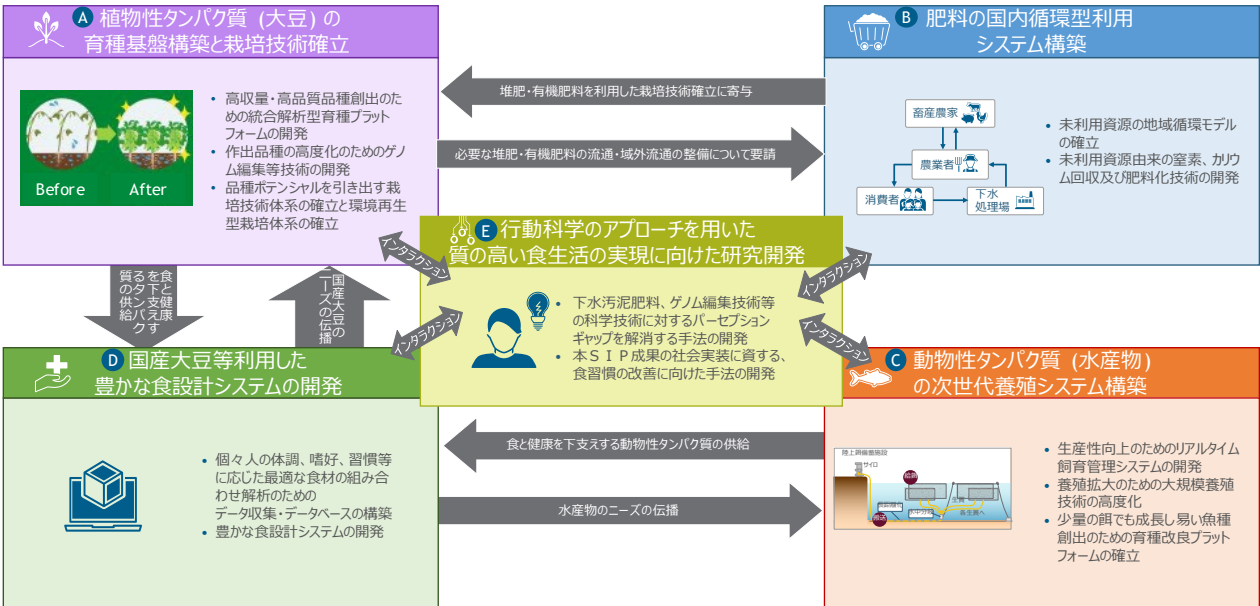 A 植物性タンパク質 (大豆) の
育種基盤構築と栽培技術確立
Before
After
• 高収量・高品質品種創出のた
めの統合解析型育種プラット
フォームの開発
• 作出品種の高度化のためのゲノ
ム編集等技術の開発
• 品種ポテンシャルを引き出す栽
培技術体系の確立と環境再生
型栽培体系の確立
堆肥・有機肥料を利用した栽培技術確立に寄与
必要な堆肥・有機肥料の流通・域外流通の整備について要請
B 肥料の国内循環型利用
システム構築
畜産農家
農業者
消費者
下水
処理場
• 未利用資源の地域循環モデル
の確立
• 未利用資源由来の窒素、カリウ
ム回収及び肥料化技術の開発
E 行動科学のアプローチを用いた
質の高い食生活の実現に向けた研究開発
• 下水汚泥肥料、ゲノム編集技術等
の科学技術に対するパーセプション
ギャップを解消する手法の開発
• 本ＳＩＰ成果の社会実装に資する、
食習慣の改善に向けた手法の開発
インタラクション
インタラクション
インタラクション
インタラクション
食と健康
を下支えす
るタンパク
質の供給
国産大豆の
ニーズの伝播
D 国産大豆等利用した
豊かな食設計システムの開発
• 個々人の体調、嗜好、習慣等
に応じた最適な食材の組み合
わせ解析のための
データ収集・データベースの構築
• 豊かな食設計システムの開発
食と健康を下支えする動物性タンパク質の供給
水産物のニーズの伝播
C 動物性タンパク質 (水産物)
の次世代養殖システム構築
サイロ
• 生産性向上のためのリアルタイム
飼育管理システムの開発
• 養殖拡大のための大規模養殖
技術の高度化
• 少量の餌でも成長し易い魚種
創出のための育種改良プラット
フォームの確立